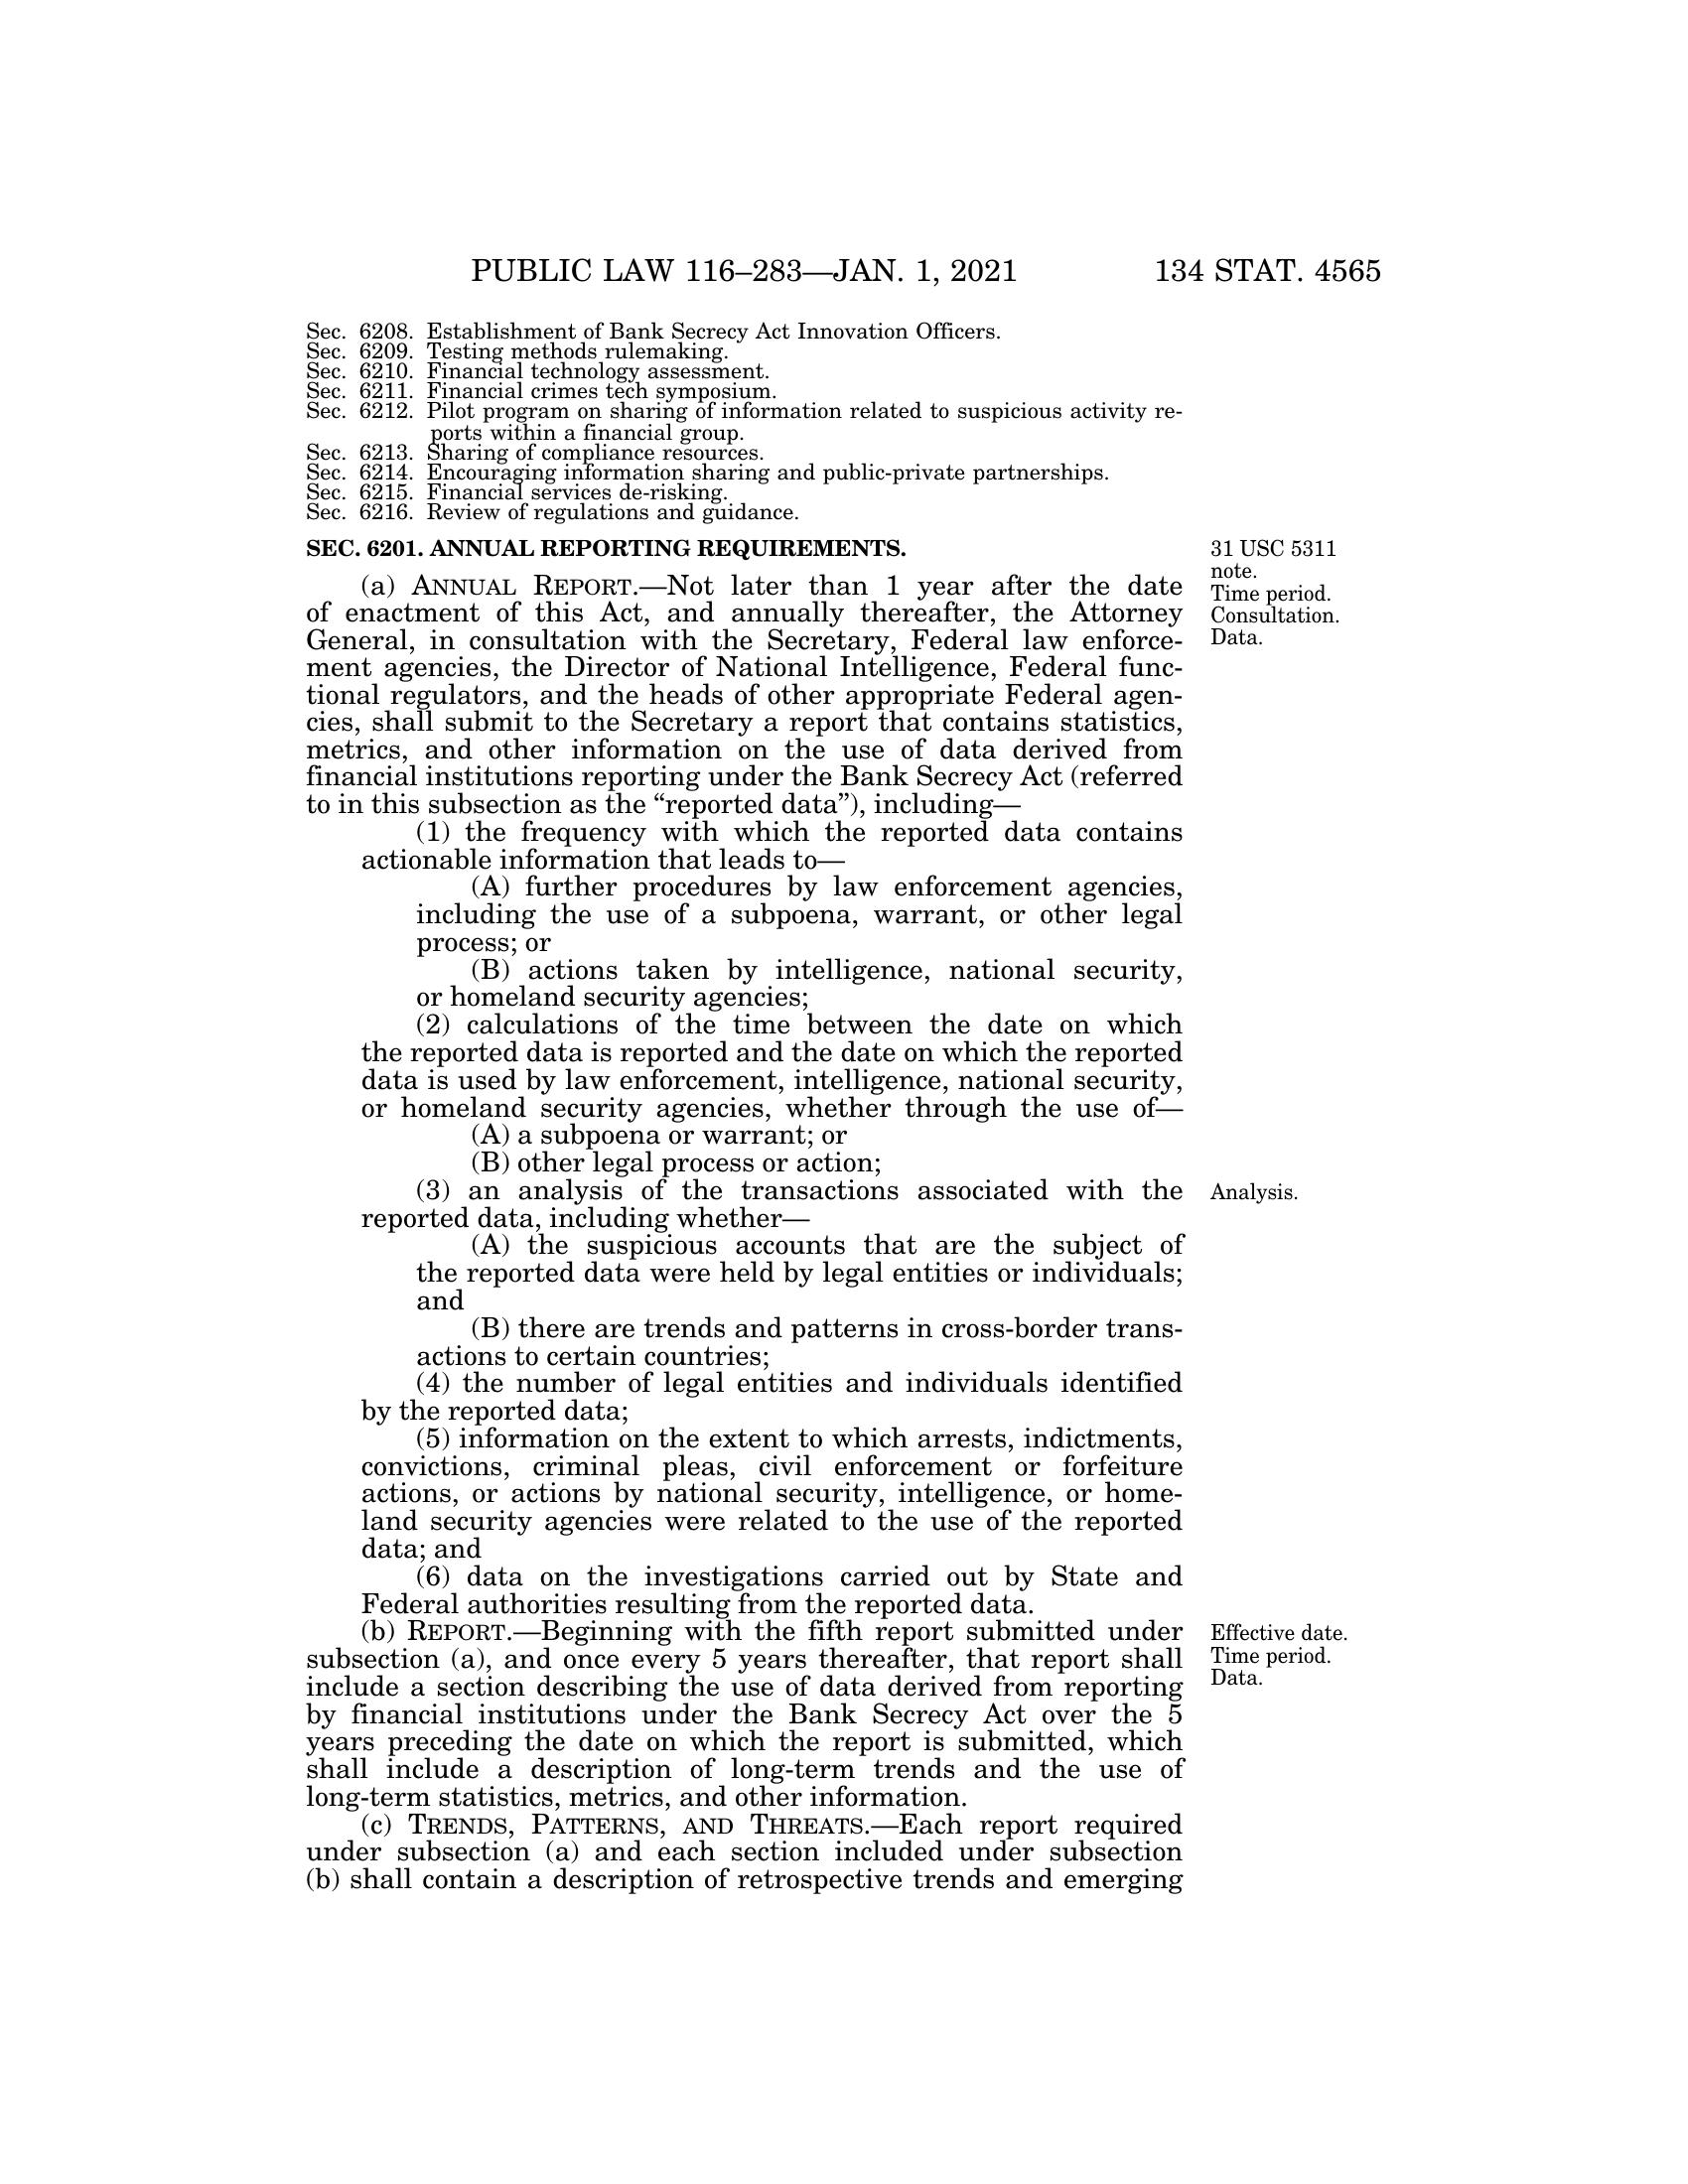 PUBLIC LAW 116–283—JAN. 1, 2021 134 STAT. 4565
Sec. 6208. Establishment of Bank Secrecy Act Innovation Officers.
Sec. 6209. Testing methods rulemaking.
Sec. 6210. Financial technology assessment.
Sec. 6211. Financial crimes tech symposium.
Sec. 6212. Pilot program on sharing of information related to suspicious activity re-
ports within a financial group.
Sec. 6213. Sharing of compliance resources.
Sec. 6214. Encouraging information sharing and public-private partnerships.
Sec. 6215. Financial services de-risking.
Sec. 6216. Review of regulations and guidance.
SEC. 6201. ANNUAL REPORTING REQUIREMENTS.
(a) ANNUAL REPORT.—Not later than 1 year after the date
of enactment of this Act, and annually thereafter, the Attorney
General, in consultation with the Secretary, Federal law enforce-
ment agencies, the Director of National Intelligence, Federal func-
tional regulators, and the heads of other appropriate Federal agen-
cies, shall submit to the Secretary a report that contains statistics,
metrics, and other information on the use of data derived from
financial institutions reporting under the Bank Secrecy Act (referred
to in this subsection as the “reported data”), including—
(1) the frequency with which the reported data contains
actionable information that leads to—
(A) further procedures by law enforcement agencies,
including the use of a subpoena, warrant, or other legal
process; or
(B) actions taken by intelligence, national security,
or homeland security agencies;
(2) calculations of the time between the date on which
the reported data is reported and the date on which the reported
data is used by law enforcement, intelligence, national security,
or homeland security agencies, whether through the use of—
(A) a subpoena or warrant; or
(B) other legal process or action;
(3) an analysis of the transactions associated with the
reported data, including whether—
(A) the suspicious accounts that are the subject of
the reported data were held by legal entities or individuals;
and
(B) there are trends and patterns in cross-border trans-
actions to certain countries;
(4) the number of legal entities and individuals identified
by the reported data;
(5) information on the extent to which arrests, indictments,
convictions, criminal pleas, civil enforcement or forfeiture
actions, or actions by national security, intelligence, or home-
land security agencies were related to the use of the reported
data; and
(6) data on the investigations carried out by State and
Federal authorities resulting from the reported data.
(b) REPORT.—Beginning with the fifth report submitted under
subsection (a), and once every 5 years thereafter, that report shall
include a section describing the use of data derived from reporting
by financial institutions under the Bank Secrecy Act over the 5
years preceding the date on which the report is submitted, which
shall include a description of long-term trends and the use of
long-term statistics, metrics, and other information.
(c) TRENDS, PATTERNS, AND THREATS.—Each report required
under subsection (a) and each section included under subsection
(b) shall contain a description of retrospective trends and emerging
31 USC 5311
note.
Time period.
Consultation.
Data.
Analysis.
Effective date.
Time period.
Data.